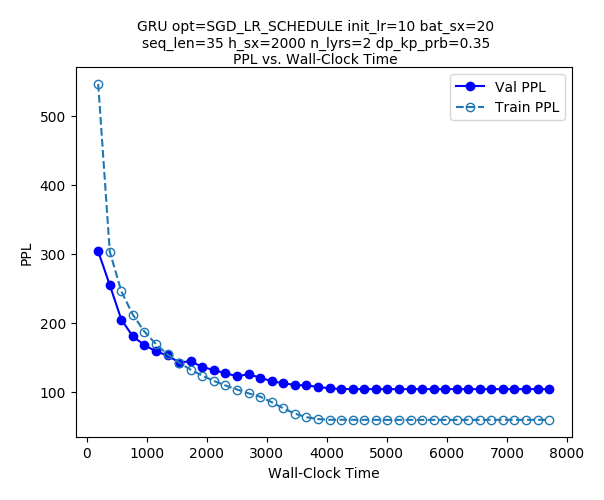 GRU opt=SGD_LR_SCHEDULE init_lr=10 bat_sx=20
seq_len=35 h_sx=2000 n_lyrs=2 dp_kp_prb=0.35
PPL vs. Wall-Clock Time
Val PPL
Train PPL
500
400
300
200
100
PPL
0 1000 2000 3000 4000 5000 6000 7000 8000
Wall-Clock Time